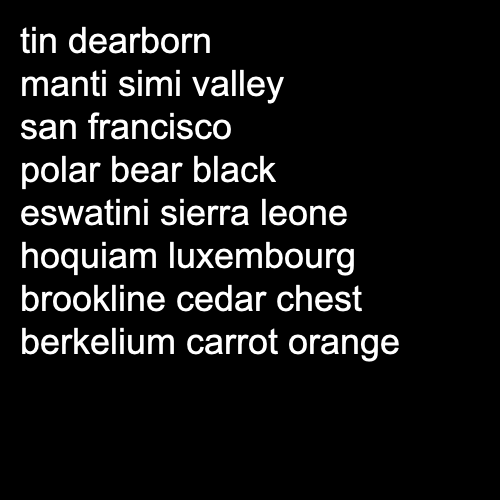 tin dearborn
manti simi valley
san francisco
polar bear black
eswatini sierra leone
hoquiam luxembourg
brookline cedar chest
berkelium carrot orange